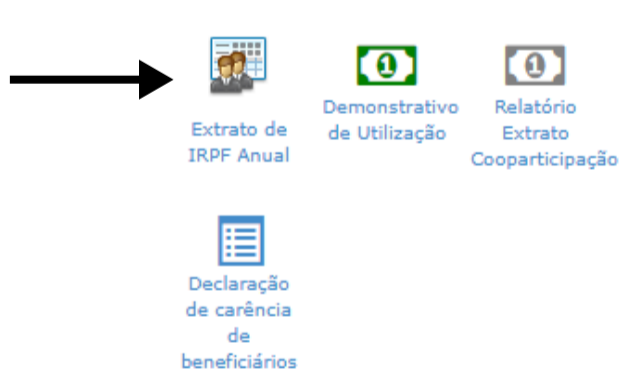 Extrato de
IRPF Anual
Demonstrativo
de Utilização
Relatório
Extrato
Cooparticipação
Declaração
de carência
de
beneficiários